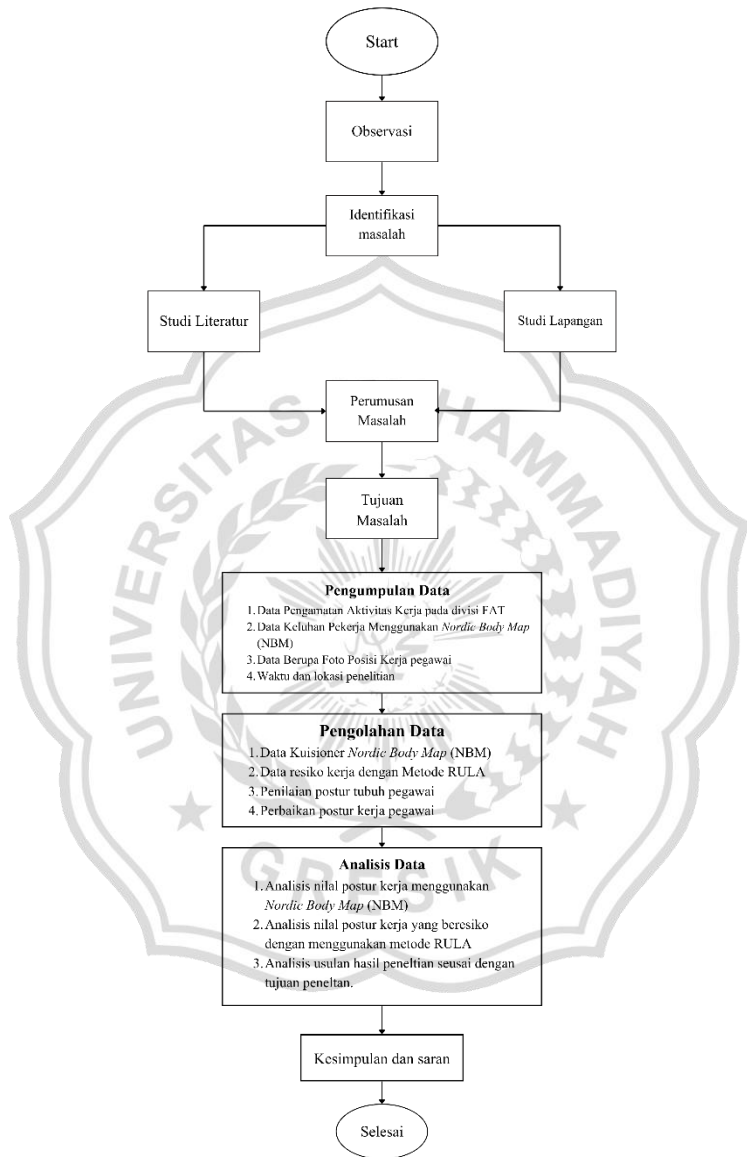 Start
Observasi
Identifikasi
masalah
Studi Literatur
Studi Lapangan
Perumusan
Masalah
Tujuan
Masalah
Pengumpulan Data
1. Data Pengamatan Aktivitas Kerja pada divisi FAT
2. Data Keluhan Pekerja Menggunakan Nordic Body Map
(NBM)
3. Data Berupa Foto Posisi Kerja pegawai
4. Waktu dan lokasi penelitian
Pengolahan Data
1. Data Kuisioner Nordic Body Map (NBM)
2. Data resiko kerja dengan Metode RULA
3. Penilaian postur tubuh pegawai
4. Perbaikan postur kerja pegawai
Analisis Data
1. Analisis nilal postur kerja menggunakan
Nordic Body Map (NBM)
2. Analisis nilal postur kerja yang beresiko
dengan menggunakan metode RULA
3. Analisis usulan hasil peneltian seusai dengan
tujuan peneltan.
Kesimpulan dan saran
Selesai
UNIVERSITAS HAMMADIYAH
GRESIK